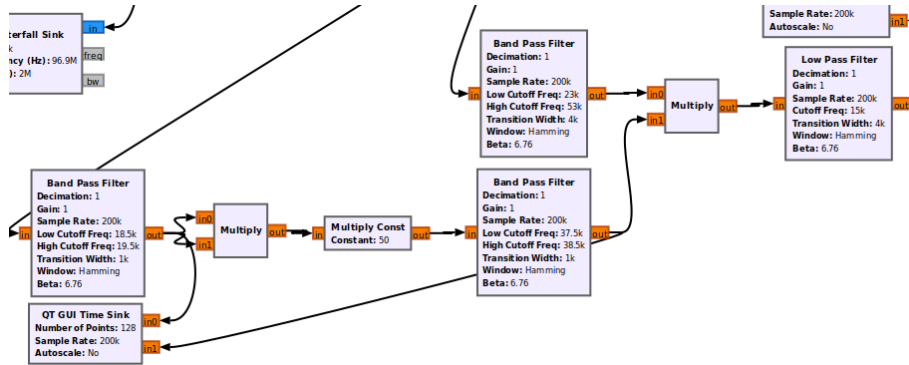 in
terfall Sink
k
freq
ncy (Hz): 96.9M
): 2M
bw
Sample Rate: 200k
Autoscale: No
in1
Band Pass Filter
Decimation: 1
Gain: 1
Sample Rate: 200k
Low Cutoff Freq: 23k
High Cutoff Freq: 53k
Transition Width: 4k
Window: Hamming
Beta: 6.76
in
out
in0
in1
Multiply
out
Low Pass Filter
Decimation: 1
Gain: 1
Sample Rate: 200k
Cutoff Freq: 15k
Transition Width: 4k
Window: Hamming
Beta: 6.76
in
out
Band Pass Filter
Decimation: 1
Gain: 1
Sample Rate: 200k
Low Cutoff Freq: 18.5k
High Cutoff Freq: 19.5k
Transition Width: 1k
Window: Hamming
Beta: 6.76
in
out
in0
in1
Multiply
out
in
Multiply Const
Constant: 50
out
in
Band Pass Filter
Decimation: 1
Gain: 1
Sample Rate: 200k
Low Cutoff Freq: 37.5k
High Cutoff Freq: 38.5k
Transition Width: 1k
Window: Hamming
Beta: 6.76
out
QT GUI Time Sink
Number of Points: 128
Sample Rate: 200k
Autoscale: No
in0
in1